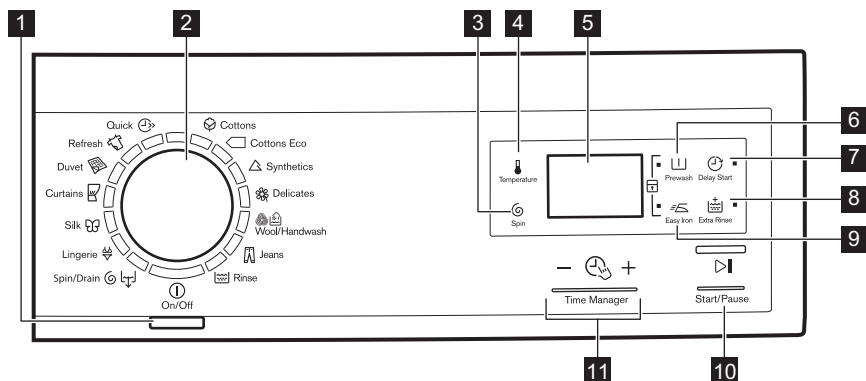 1
2
3
4
5
6
7
8
9
10
11
Quick
Cottons
Refresh
Cottons Eco
Duvet
Synthetics
Curtains
Delicates
Silk
Wool/Handwash
Lingerie
Jeans
Spin/Drain
Rinse
On/Off
Temperature
Spin
Prewash
Delay Start
Easy Iron
Extra Rinse
Time Manager
Start/Pause